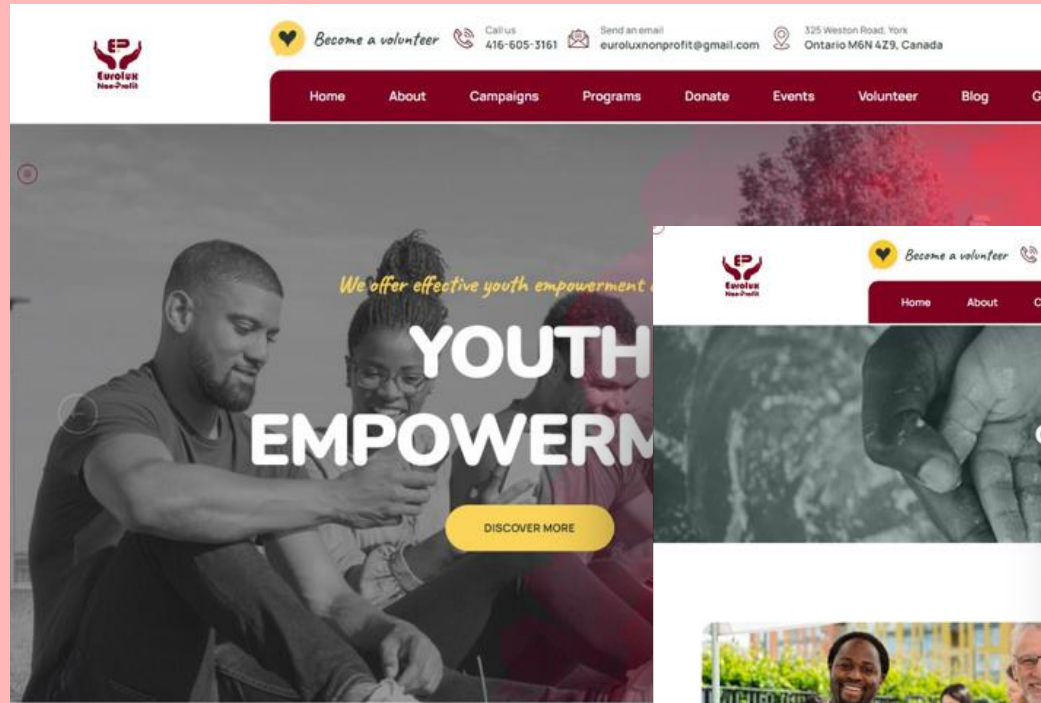 Eurolux
Non-Profit
Become a volunteer
Call us
416-605-3161
Send an email
euroluxnonprofit@gmail.com
325 Weston Road, York
Ontario M6N 4Z9, Canada
Home About Campaigns Programs Donate Events Volunteer Blog G
We offer effective youth empowerment
YOUTH
EMPOWERM
DISCOVER MORE
Eurolux
Non-Profit
Become a volunteer
Home About C